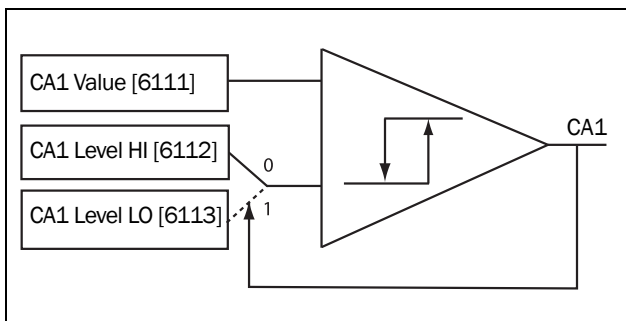 CA1 Value [6111]
CA1 Level HI [6112]
0
CA1 Level LO [6113]
1
CA1